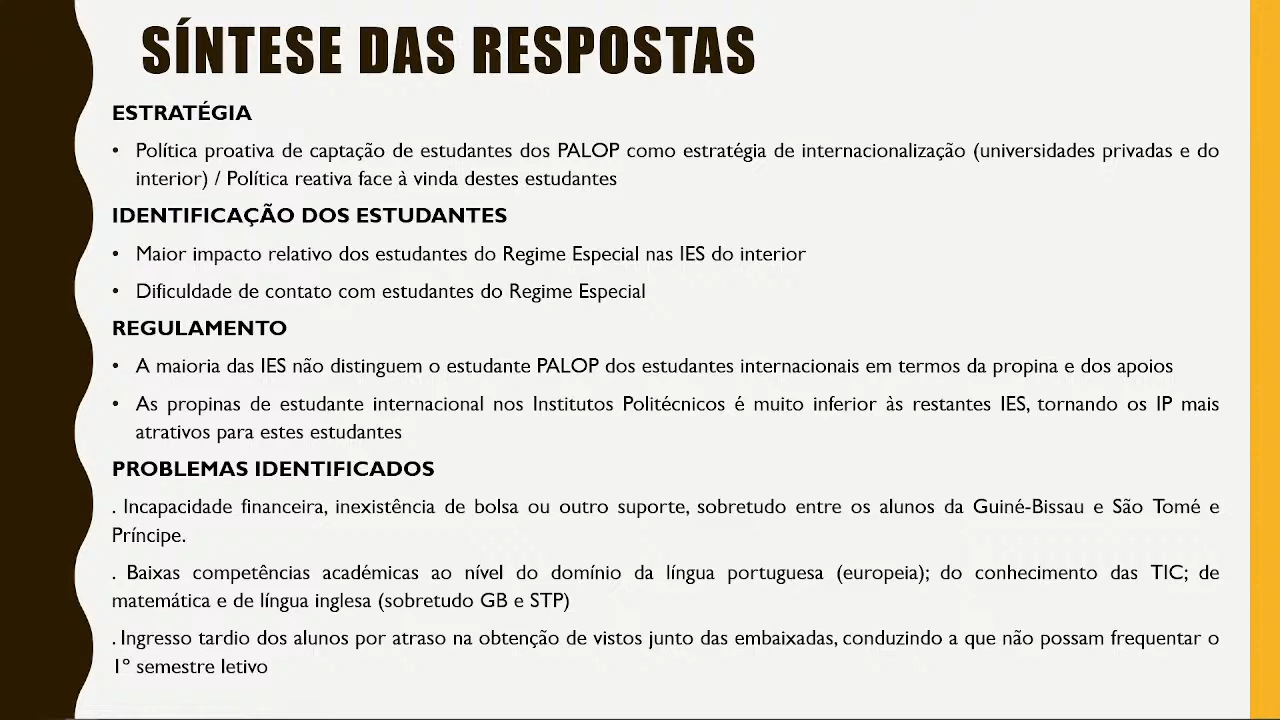 SÍNTESE DAS RESPOSTAS
ESTRATÉGIA
• Política proativa de captação de estudantes dos PALOP como estratégia de internacionalização (universidades privadas e do
interior) / Política reativa face à vinda destes estudantes
IDENTIFICAÇÃO DOS ESTUDANTES
• Maior impacto relativo dos estudantes do Regime Especial nas IES do interior
• Dificuldade de contato com estudantes do Regime Especial
REGULAMENTO
• A maioria das IES não distinguem o estudante PALOP dos estudantes internacionais em termos da propina e dos apoios
• As propinas de estudante internacional nos Institutos Politécnicos é muito inferior às restantes IES, tornando os IP mais
atrativos para estes estudantes
PROBLEMAS IDENTIFICADOS
. Incapacidade financeira, inexistência de bolsa ou outro suporte, sobretudo entre os alunos da Guiné-Bissau e São Tomé e
Príncipe.
. Baixas competências académicas ao nível do domínio da língua portuguesa (europeia); do conhecimento das TIC; de
matemática e de língua inglesa (sobretudo GB e STP)
. Ingresso tardio dos alunos por atraso na obtenção de vistos junto das embaixadas, conduzindo a que não possam frequentar o
1º semestre letivo